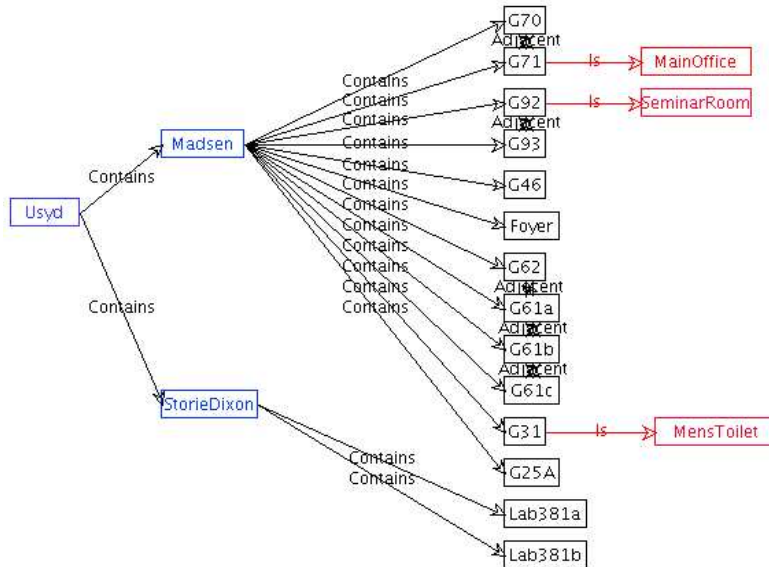 G70
Adjacent
G71
Is
MainOffice
Contains
Contains
G92
Is
SeminarRoom
Contains
Adjacent
Madsen
Contains
G93
Contains
Contains
G46
Contains
Usyd
Contains
Foyer
Contains
Contains
G62
Contains
Adjacent
Contains
Contains
G61a
Contains
Adjacent
G61b
Adjacent
StorieDixon
G61c
G31
Is
MensToilet
Contains
G25A
Contains
Lab381a
Lab381b